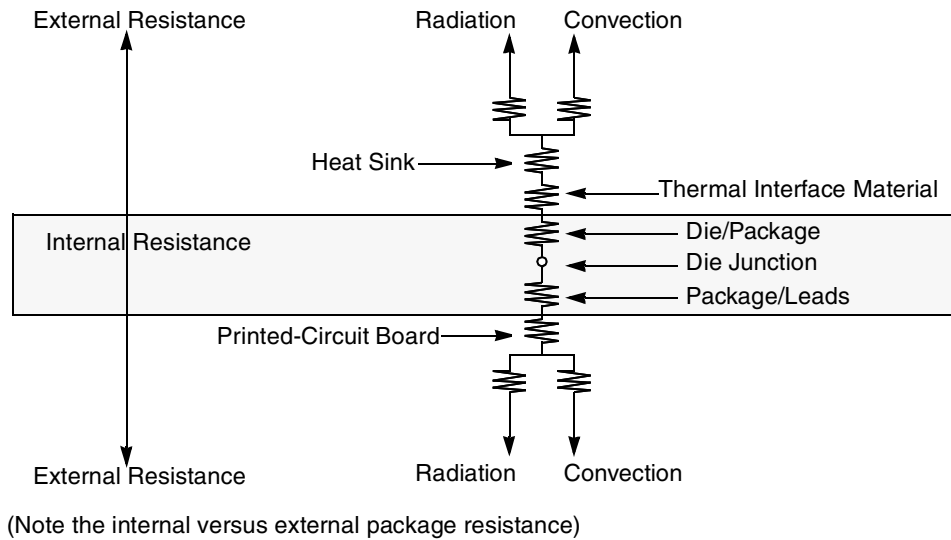 External Resistance
Radiation
Convection
Heat Sink
Thermal Interface Material
Internal Resistance
Die/Package
Die Junction
Package/Leads
Printed-Circuit Board
External Resistance
Radiation
Convection
(Note the internal versus external package resistance)